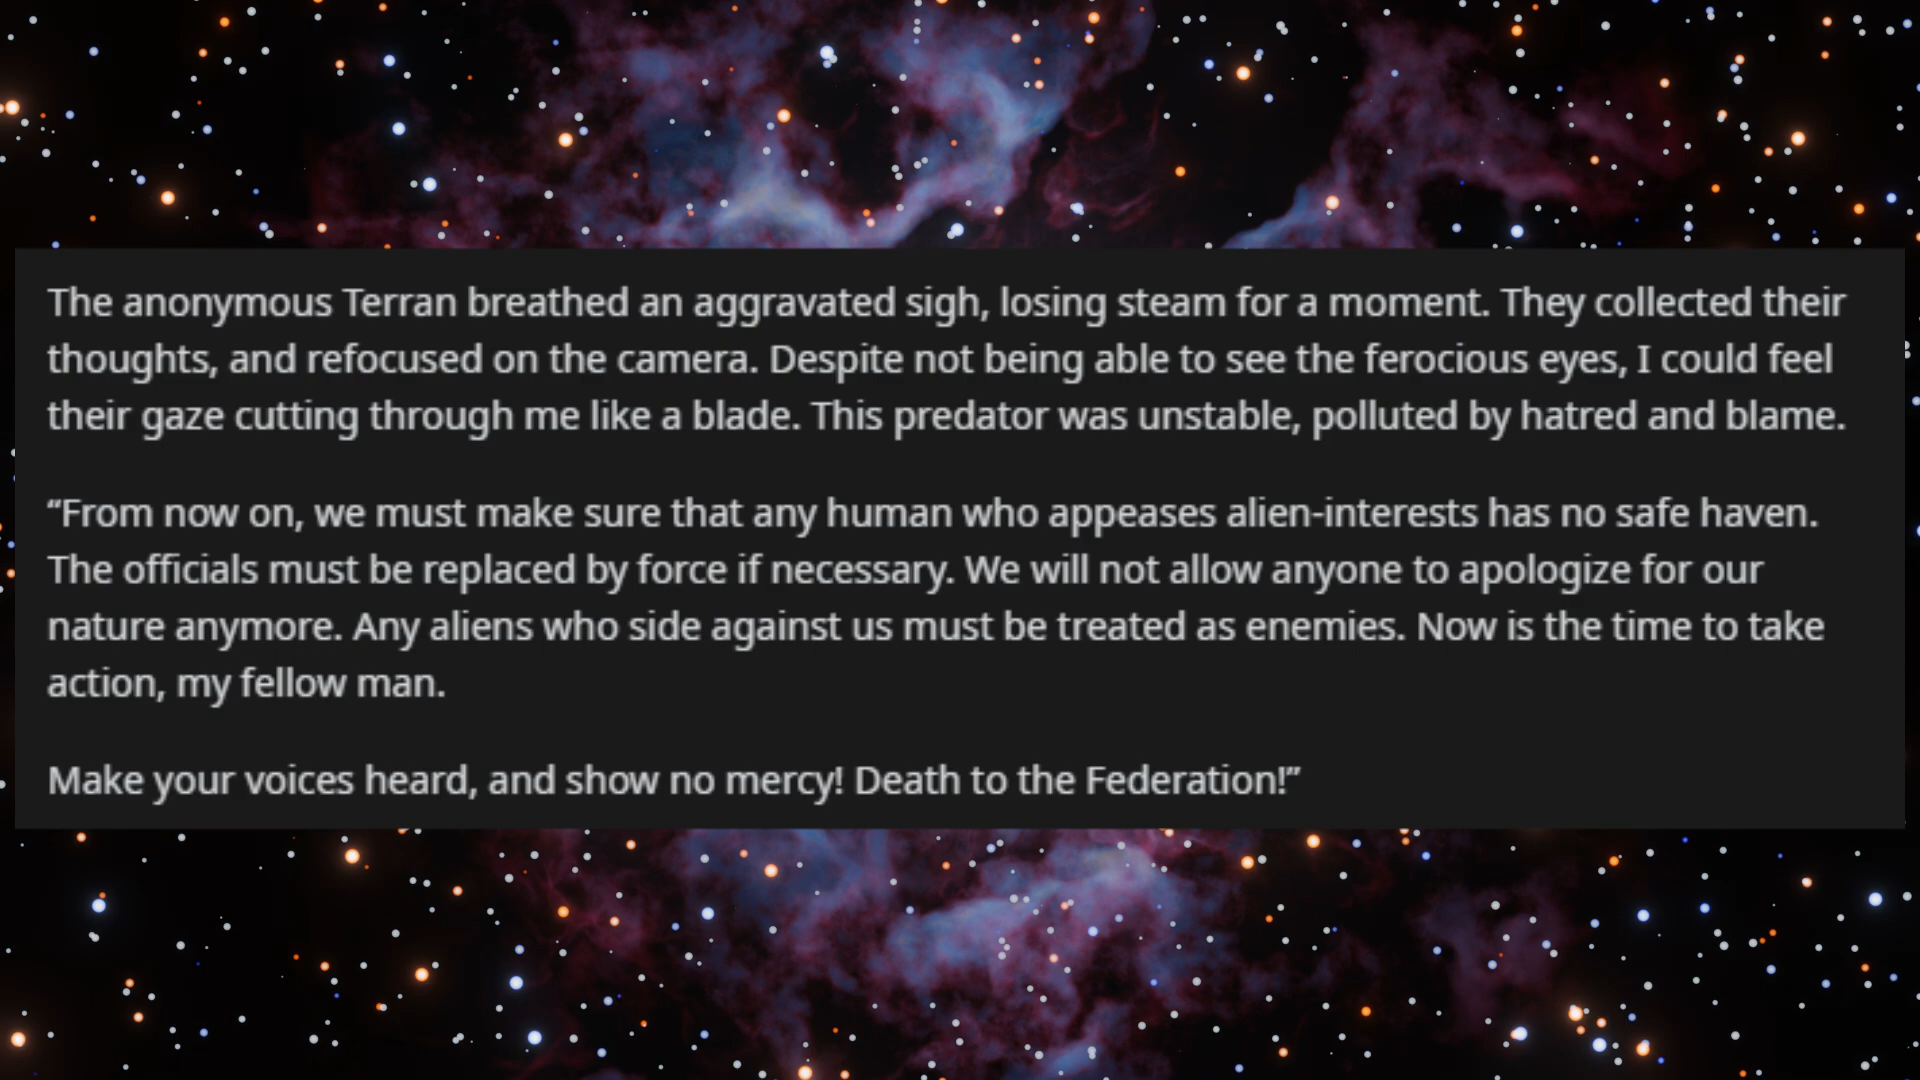 The anonymous Terran breathed an aggravated sigh, losing steam for a moment. They collected their
thoughts, and refocused on the camera. Despite not being able to see the ferocious eyes, I could feel
their gaze cutting through me like a blade. This predator was unstable, polluted by hatred and blame.
“From now on, we must make sure that any human who appeases alien-interests has no safe haven.
The officials must be replaced by force if necessary. We will not allow anyone to apologize for our
nature anymore. Any aliens who side against us must be treated as enemies. Now is the time to take
action, my fellow man.
Make your voices heard, and show no mercy! Death to the Federation!”